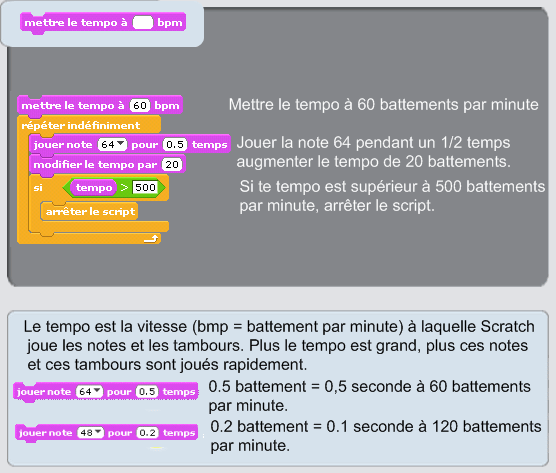 mettre le tempo à bpm
mettre le tempo à 60 bpm
Mettre le tempo à 60 battements par minute
répéter indéfiniment
jouer note 64 pour 0.5 temps
Jouer la note 64 pendant un 1/2 temps
modifier le tempo par 20
augmenter le tempo de 20 battements.
si tempo > 500
Si te tempo est supérieur à 500 battements
par minute, arrêter le script.
arrêter le script
Le tempo est la vitesse (bmp = battement par minute) à laquelle Scratch
joue les notes et les tambours. Plus le tempo est grand, plus ces notes
et ces tambours sont joués rapidement.
jouer note 64 pour 0.5 temps
0.5 battement = 0,5 seconde à 60 battements
par minute.
jouer note 48 pour 0.2 temps
0.2 battement = 0.1 seconde à 120 battements
par minute.